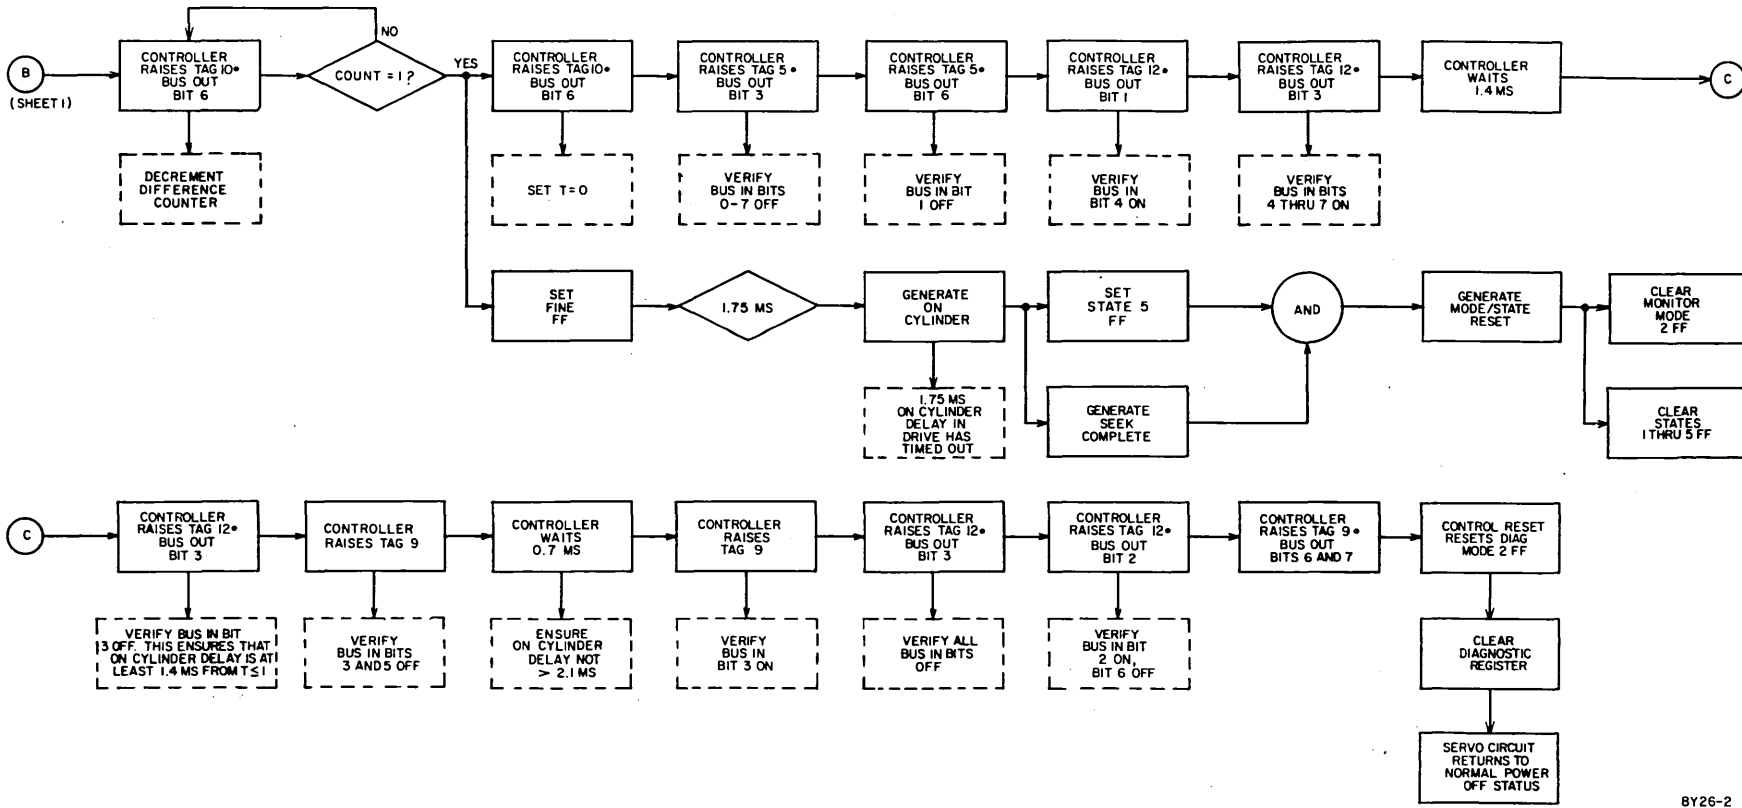 B
(SHEET 1)
CONTROLLER
RAISES TAG 10•
BUS OUT
BIT 6
NO
COUNT = 1 ?
YES
CONTROLLER
RAISES TAG 10•
BUS OUT
BIT 6
CONTROLLER
RAISES TAG 5•
BUS OUT
BIT 3
CONTROLLER
RAISES TAG 5•
BUS OUT
BIT 6
CONTROLLER
RAISES TAG 12•
BUS OUT
BIT 1
CONTROLLER
RAISES TAG 12•
BUS OUT
BIT 3
CONTROLLER
WAITS
1.4 MS
C
DECREMENT
DIFFERENCE
COUNTER
SET T=0
VERIFY
BUS IN BITS
0-7 OFF
VERIFY
BUS IN BIT
1 OFF
VERIFY
BUS IN
BIT 4 ON
VERIFY
BUS IN BITS
4 THRU 7 ON
SET
FINE
FF
1.75 MS
GENERATE
ON
CYLINDER
SET
STATE 5
FF
AND
GENERATE
MODE/STATE
RESET
CLEAR
MONITOR
MODE
2 FF
1.75 MS
ON CYLINDER
DELAY IN
DRIVE HAS
TIMED OUT
GENERATE
SEEK
COMPLETE
CLEAR
STATES
1 THRU 5 FF
C
CONTROLLER
RAISES TAG 12•
BUS OUT
BIT 3
CONTROLLER
RAISES TAG 9
CONTROLLER
WAITS
0.7 MS
CONTROLLER
RAISES
TAG 9
CONTROLLER
RAISES TAG 12•
BUS OUT
BIT 3
CONTROLLER
RAISES TAG 12•
BUS OUT
BIT 2
CONTROLLER
RAISES TAG 9•
BUS OUT
BITS 6 AND 7
CONTROL RESET
RESETS DIAG
MODE 2 FF
VERIFY BUS IN BIT
3 OFF. THIS ENSURES THAT
ON CYLINDER DELAY IS AT
LEAST 1.4 MS FROM T≤1
VERIFY
BUS IN BITS
3 AND 5 OFF
ENSURE
ON CYLINDER
DELAY NOT
> 2.1 MS
VERIFY
BUS IN
BIT 3 ON
VERIFY ALL
BUS IN BITS
OFF
VERIFY
BUS IN BIT
2 ON,
BIT 6 OFF
CLEAR
DIAGNOSTIC
REGISTER
SERVO CIRCUIT
RETURNS TO
NORMAL POWER
OFF STATUS
8Y26-2